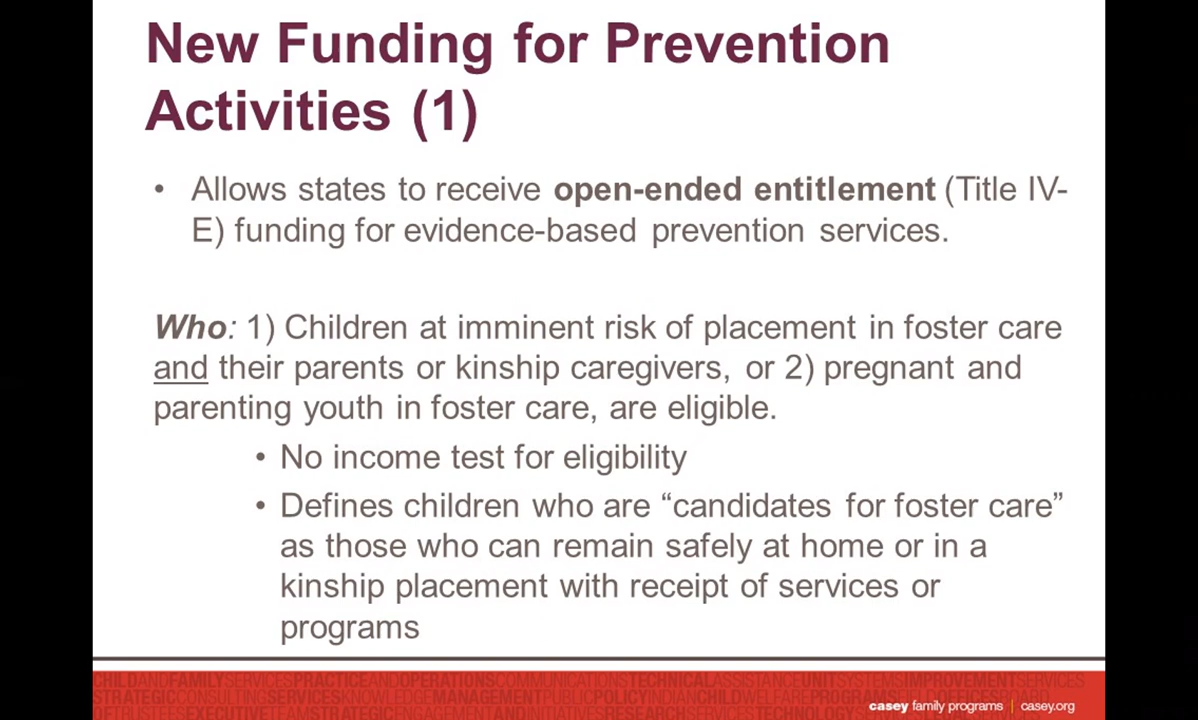 New Funding for Prevention
Activities (1)
• Allows states to receive open-ended entitlement (Title IV-
E) funding for evidence-based prevention services.
Who: 1) Children at imminent risk of placement in foster care
and their parents or kinship caregivers, or 2) pregnant and
parenting youth in foster care, are eligible.
• No income test for eligibility
• Defines children who are “candidates for foster care”
as those who can remain safely at home or in a
kinship placement with receipt of services or
programs
CHILDANDFAMILYSERVICESPRACTICEANDOPERATIONSCOMMUNICATIONSTECHNICALASSISTANCEUNITSYSTEMSIMPROVEMENTSERVICES
STRATEGICCONSULTINGSERVICESKNOWLEDGEMANAGEMENTPUBLICPOLICYINDIANCHILDWELFAREPROGRAMS
casey family programs | casey.org